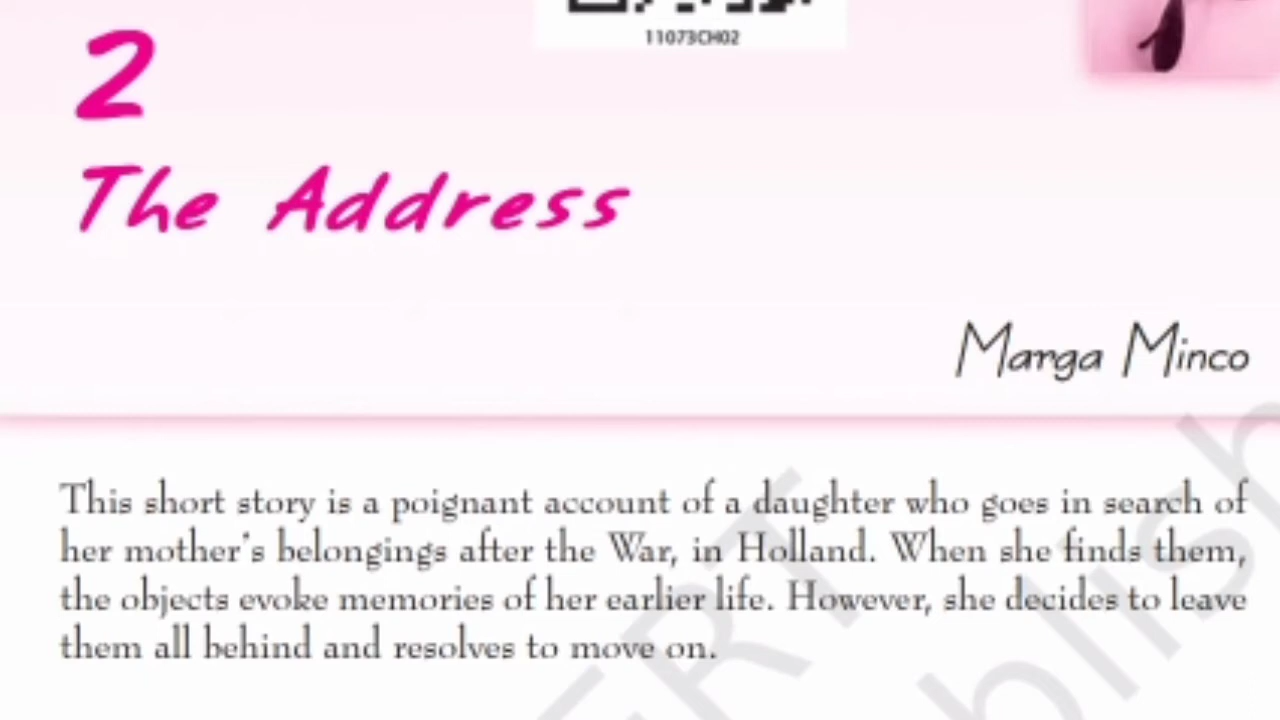 11073CH02
2
The Address
Marga Minco
This short story is a poignant account of a daughter who goes in search of
her mother's belongings after the War, in Holland. When she finds them,
the objects evoke memories of her earlier life. However, she decides to leave
them all behind and resolves to move on.